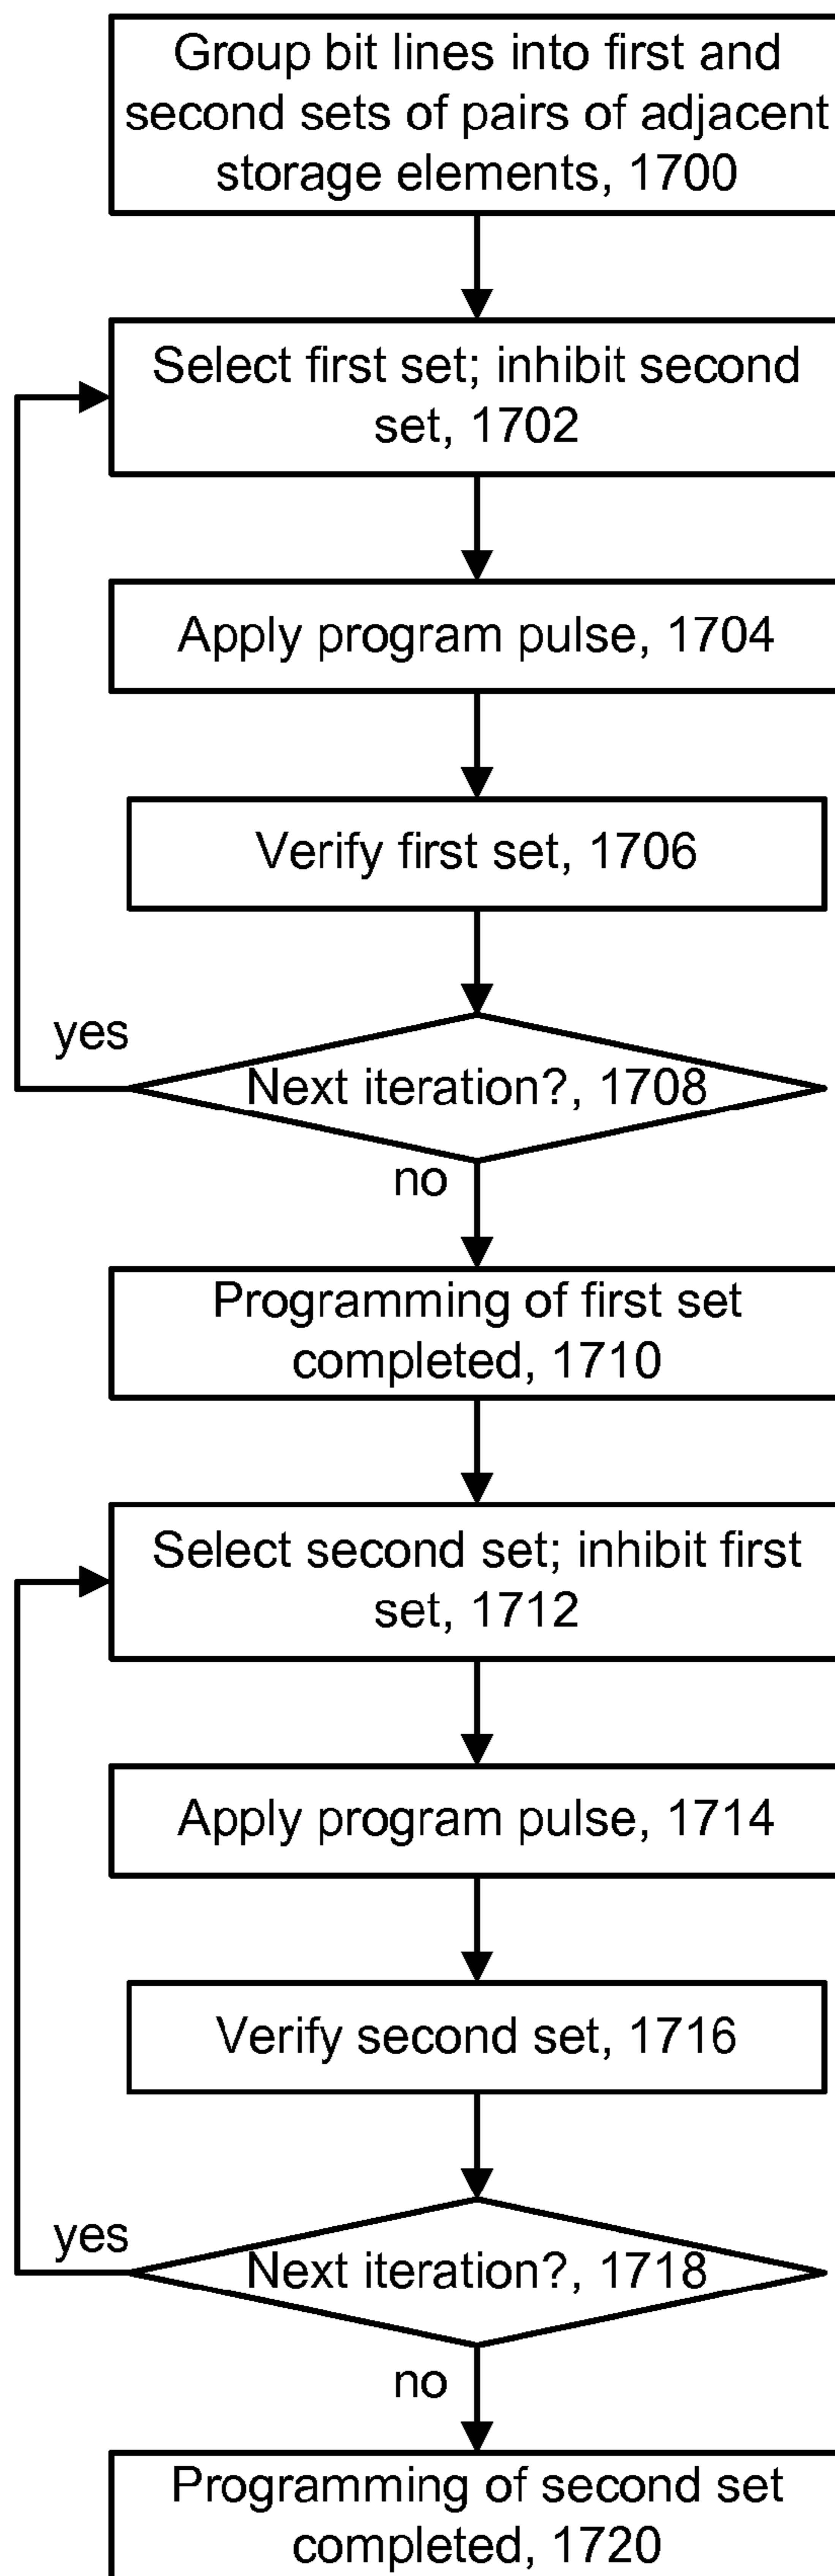 Group bit lines into first and
second sets of pairs of adjacent
storage elements, 1700
Select first set; inhibit second
set, 1702
Apply program pulse, 1704
Verify first set, 1706
yes
Next iteration?, 1708
no
Programming of first set
completed, 1710
Select second set; inhibit first
set, 1712
Apply program pulse, 1714
Verify second set, 1716
yes
Next iteration?, 1718
no
Programming of second set
completed, 1720